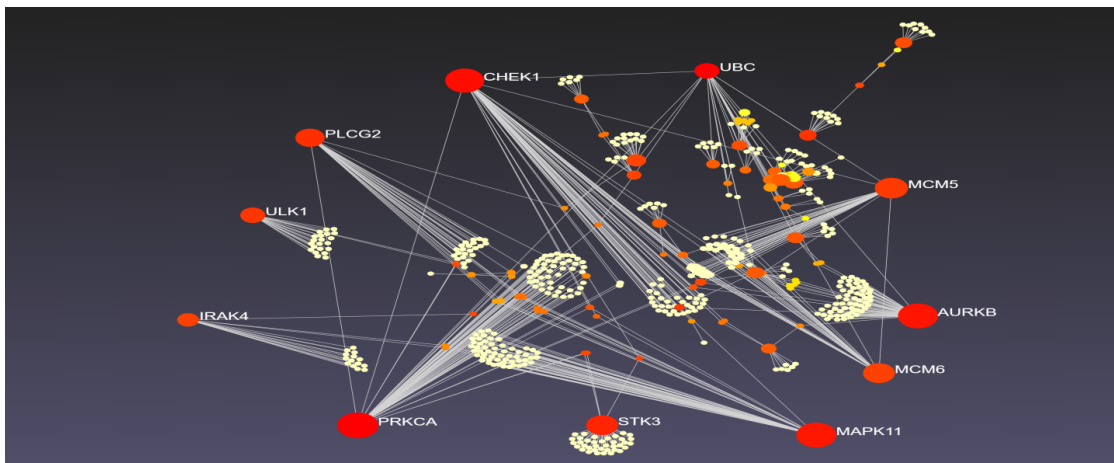 UBC
CHEK1
PLCG2
MCM5
ULK1
AURKB
IRAK4
MCM6
PRKCA
STK3
MAPK11